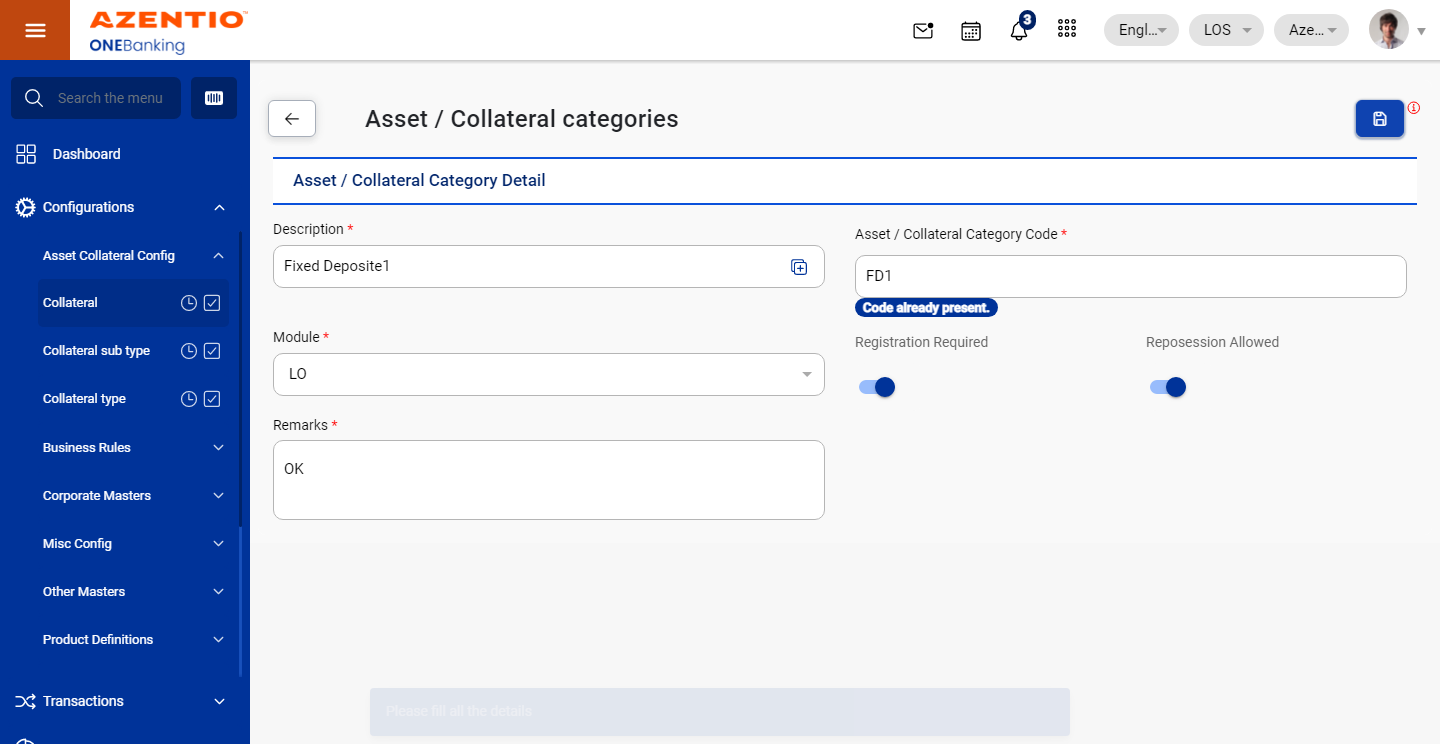 AZENTIO™
ONEBanking
3
Engl...
LOS
Aze...
Search the menu
Dashboard
Configurations
Asset Collateral Config
Collateral
Collateral sub type
Collateral type
Business Rules
Corporate Masters
Misc Config
Other Masters
Product Definitions
Transactions
Asset / Collateral categories
Asset / Collateral Category Detail
Description *
Fixed Deposite1
Asset / Collateral Category Code *
FD1
Code already present.
Module *
LO
Registration Required
Reposession Allowed
Remarks *
OK
Please fill all the details